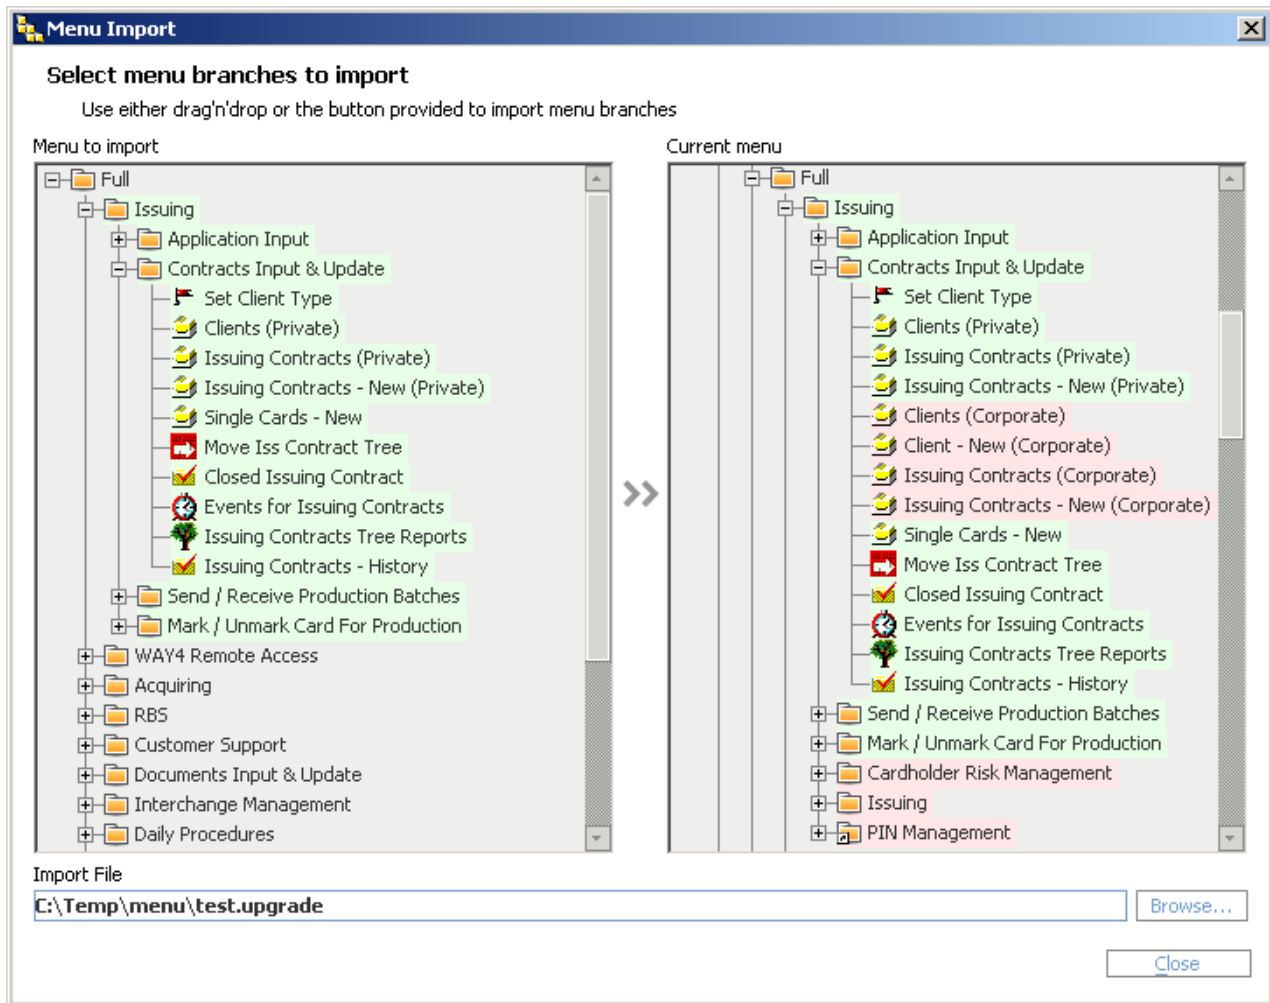 Menu Import
Select menu branches to import
Use either drag'n'drop or the button provided to import menu branches
Menu to import
Full
Issuing
Application Input
Contracts Input & Update
Set Client Type
Clients (Private)
Issuing Contracts (Private)
Issuing Contracts - New (Private)
Single Cards - New
Move Iss Contract Tree
Closed Issuing Contract
Events for Issuing Contracts
Issuing Contracts Tree Reports
Issuing Contracts - History
Send / Receive Production Batches
Mark / Unmark Card For Production
WAY4 Remote Access
Acquiring
RBS
Customer Support
Documents Input & Update
Interchange Management
Daily Procedures
Current menu
Full
Issuing
Application Input
Contracts Input & Update
Set Client Type
Clients (Private)
Issuing Contracts (Private)
Issuing Contracts - New (Private)
Clients (Corporate)
Client - New (Corporate)
Issuing Contracts (Corporate)
Issuing Contracts - New (Corporate)
Single Cards - New
Move Iss Contract Tree
Closed Issuing Contract
Events for Issuing Contracts
Issuing Contracts Tree Reports
Issuing Contracts - History
Send / Receive Production Batches
Mark / Unmark Card For Production
Cardholder Risk Management
Issuing
PIN Management
Import File
C:\Temp\menu\test.upgrade
Browse...
Close